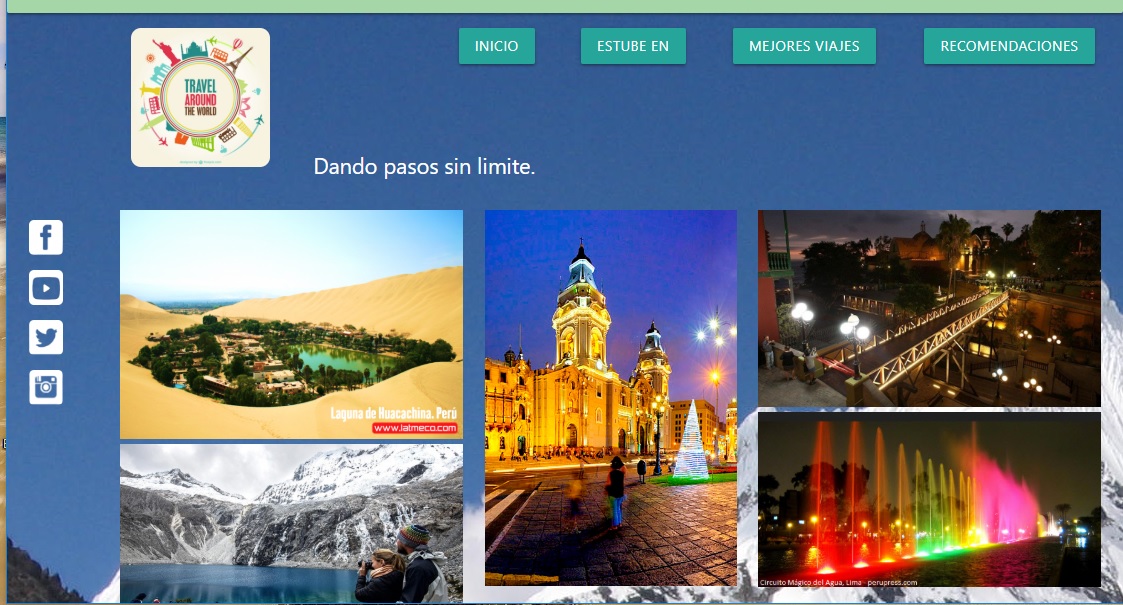 INICIO
ESTUBE EN
MEJORES VIAJES
RECOMENDACIONES
TRAVEL
AROUND
THE WORLD
Dando pasos sin limite.
Laguna de Huacachina. Perú
www.latmeco.com
Circuito Mágico del Agua, Lima - perupress.com